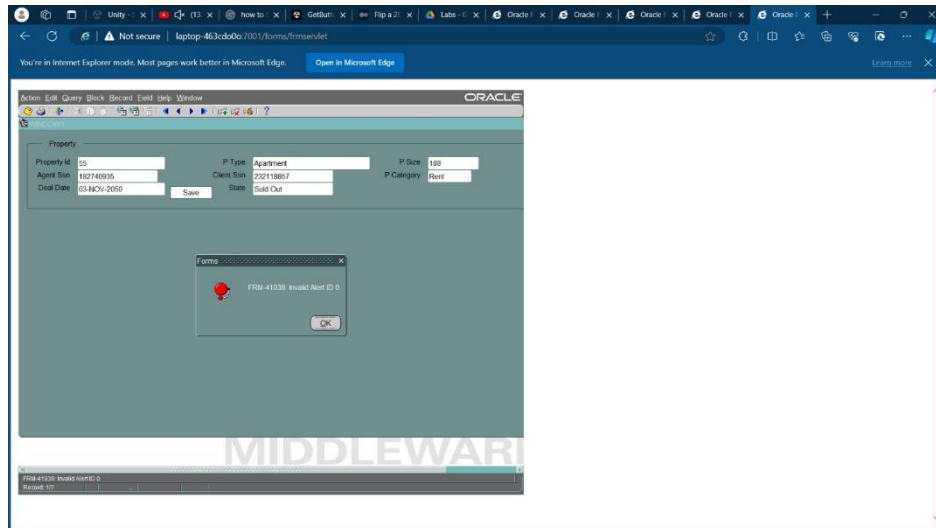 Unity -
(13.
how to
GetButt
Flip a 2
Labs - C
Oracle
Oracle
Oracle
Oracle
Oracle
Not secure
laptop-463cdo0o:7001/forms/frmservlet
You're in Internet Explorer mode. Most pages work better in Microsoft Edge.
Open in Microsoft Edge
Learn more
Action Edit Query Block Record Field Help Window
ORACLE
WINDOW1
Property
Property Id 55 P Type Apartment P Size 188
Agent Ssn 182740935 Client Ssn 232118857 P Category Rent
Deal Date 03-NOV-2050 Save State Sold Out
Forms
FRM-41039: Invalid Alert ID 0.
OK
MIDDLEWAR
FRM-41039: Invalid Alert ID 0.
Record: 1/?